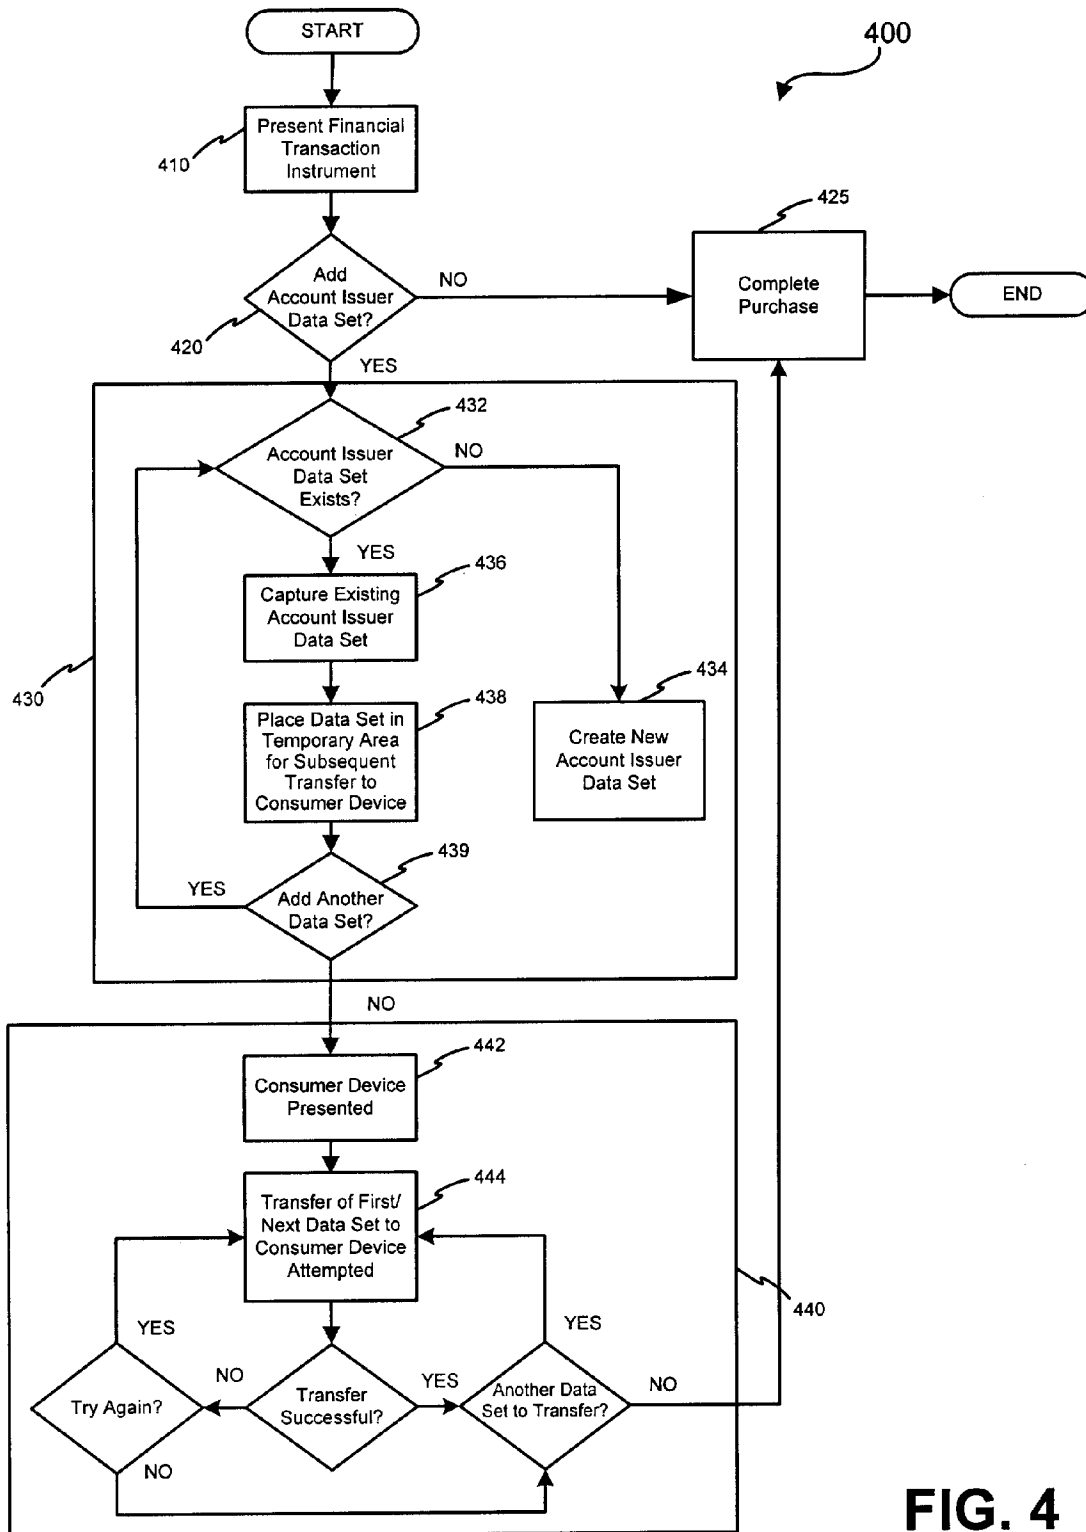 START
400
Present Financial
Transaction
Instrument
410
425
Add
Account Issuer
Data Set?
NO
420
YES
Complete
Purchase
END
432
Account Issuer
Data Set
Exists?
NO
YES
436
Capture Existing
Account Issuer
Data Set
430
434
438
Place Data Set in
Temporary Area
for Subsequent
Transfer to
Consumer Device
Create New
Account Issuer
Data Set
439
YES
Add Another
Data Set?
NO
442
Consumer Device
Presented
444
Transfer of First/
Next Data Set to
Consumer Device
Attempted
440
YES
YES
Try Again?
NO
Transfer
Successful?
YES
Another Data
Set to Transfer?
NO
NO
FIG. 4